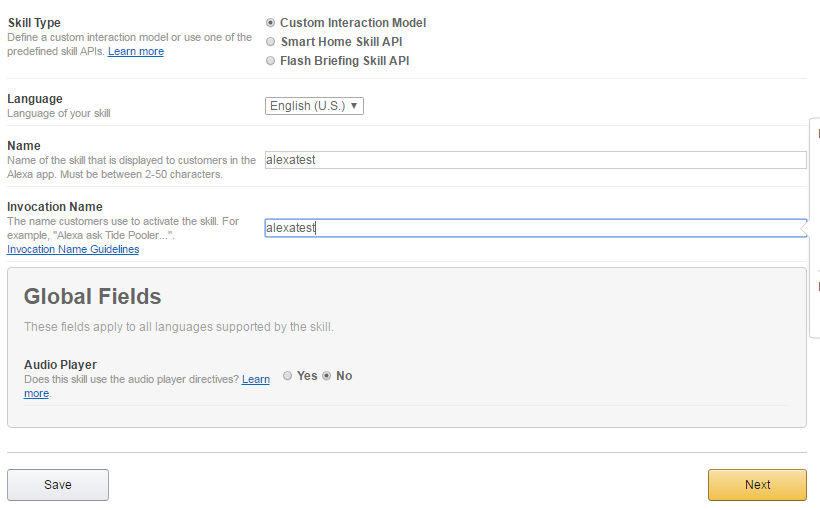 Skill Type
Define a custom interaction model or use one of the
predefined skill APIs. Learn more
Custom Interaction Model
Smart Home Skill API
Flash Briefing Skill API
Language
Language of your skill
English (U.S.)
Name
Name of the skill that is displayed to customers in the
Alexa app. Must be between 2-50 characters.
alexatest
Invocation Name
The name customers use to activate the skill. For
example, "Alexa ask Tide Pooler...".
Invocation Name Guidelines
alexatest
Global Fields
These fields apply to all languages supported by the skill.
Audio Player
Does this skill use the audio player directives? Learn
more.
Yes No
Save
Next